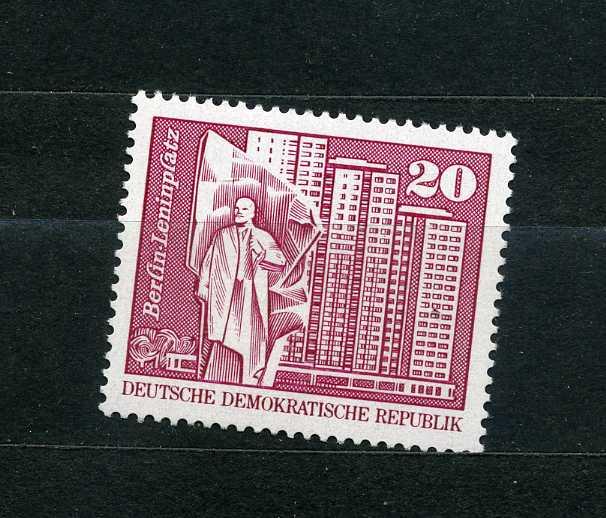 20
Berlin-Leninplatz
DEUTSCHE DEMOKRATISCHE REPUBLIK